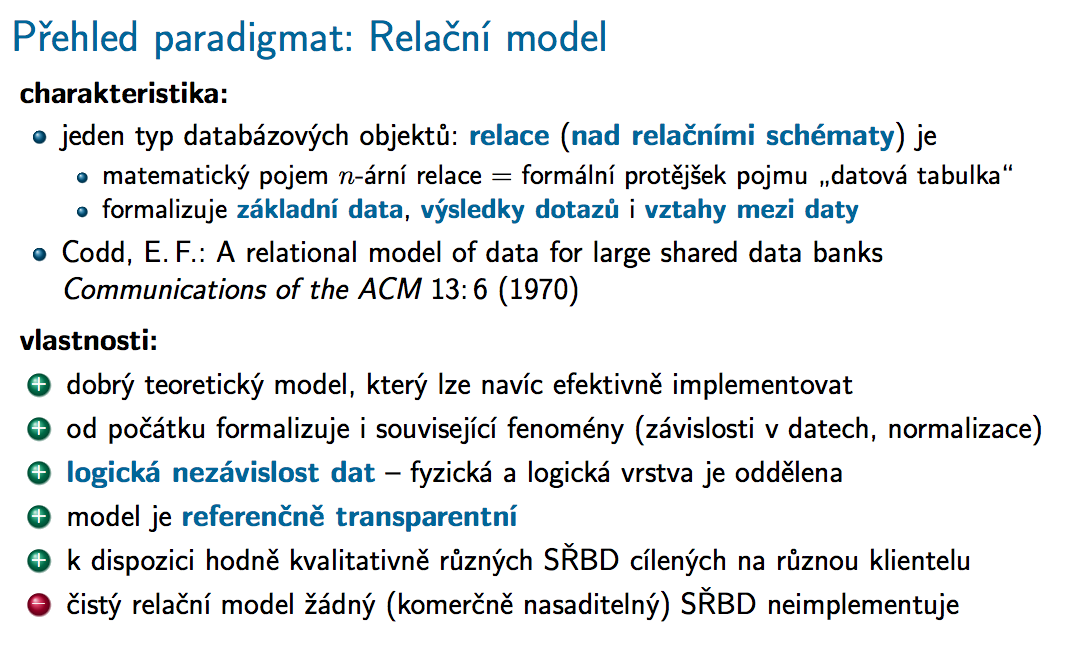 Přehled paradigmat: Relační model
charakteristika:
jeden typ databázových objektů: relace (nad relačními schématy) je
matematický pojem n-ární relace = formální protějšek pojmu „datová tabulka“
formalizuje základní data, výsledky dotazů i vztahy mezi daty
Codd, E. F.: A relational model of data for large shared data banks
Communications of the ACM 13: 6 (1970)
vlastnosti:
dobrý teoretický model, který lze navíc efektivně implementovat
od počátku formalizuje i související fenomény (závislosti v datech, normalizace)
logická nezávislost dat – fyzická a logická vrstva je oddělena
model je referenčně transparentní
k dispozici hodně kvalitativně různých SŘBD cílených na různou klientelu
čistý relační model žádný (komerčně nasaditelný) SŘBD neimplementuje